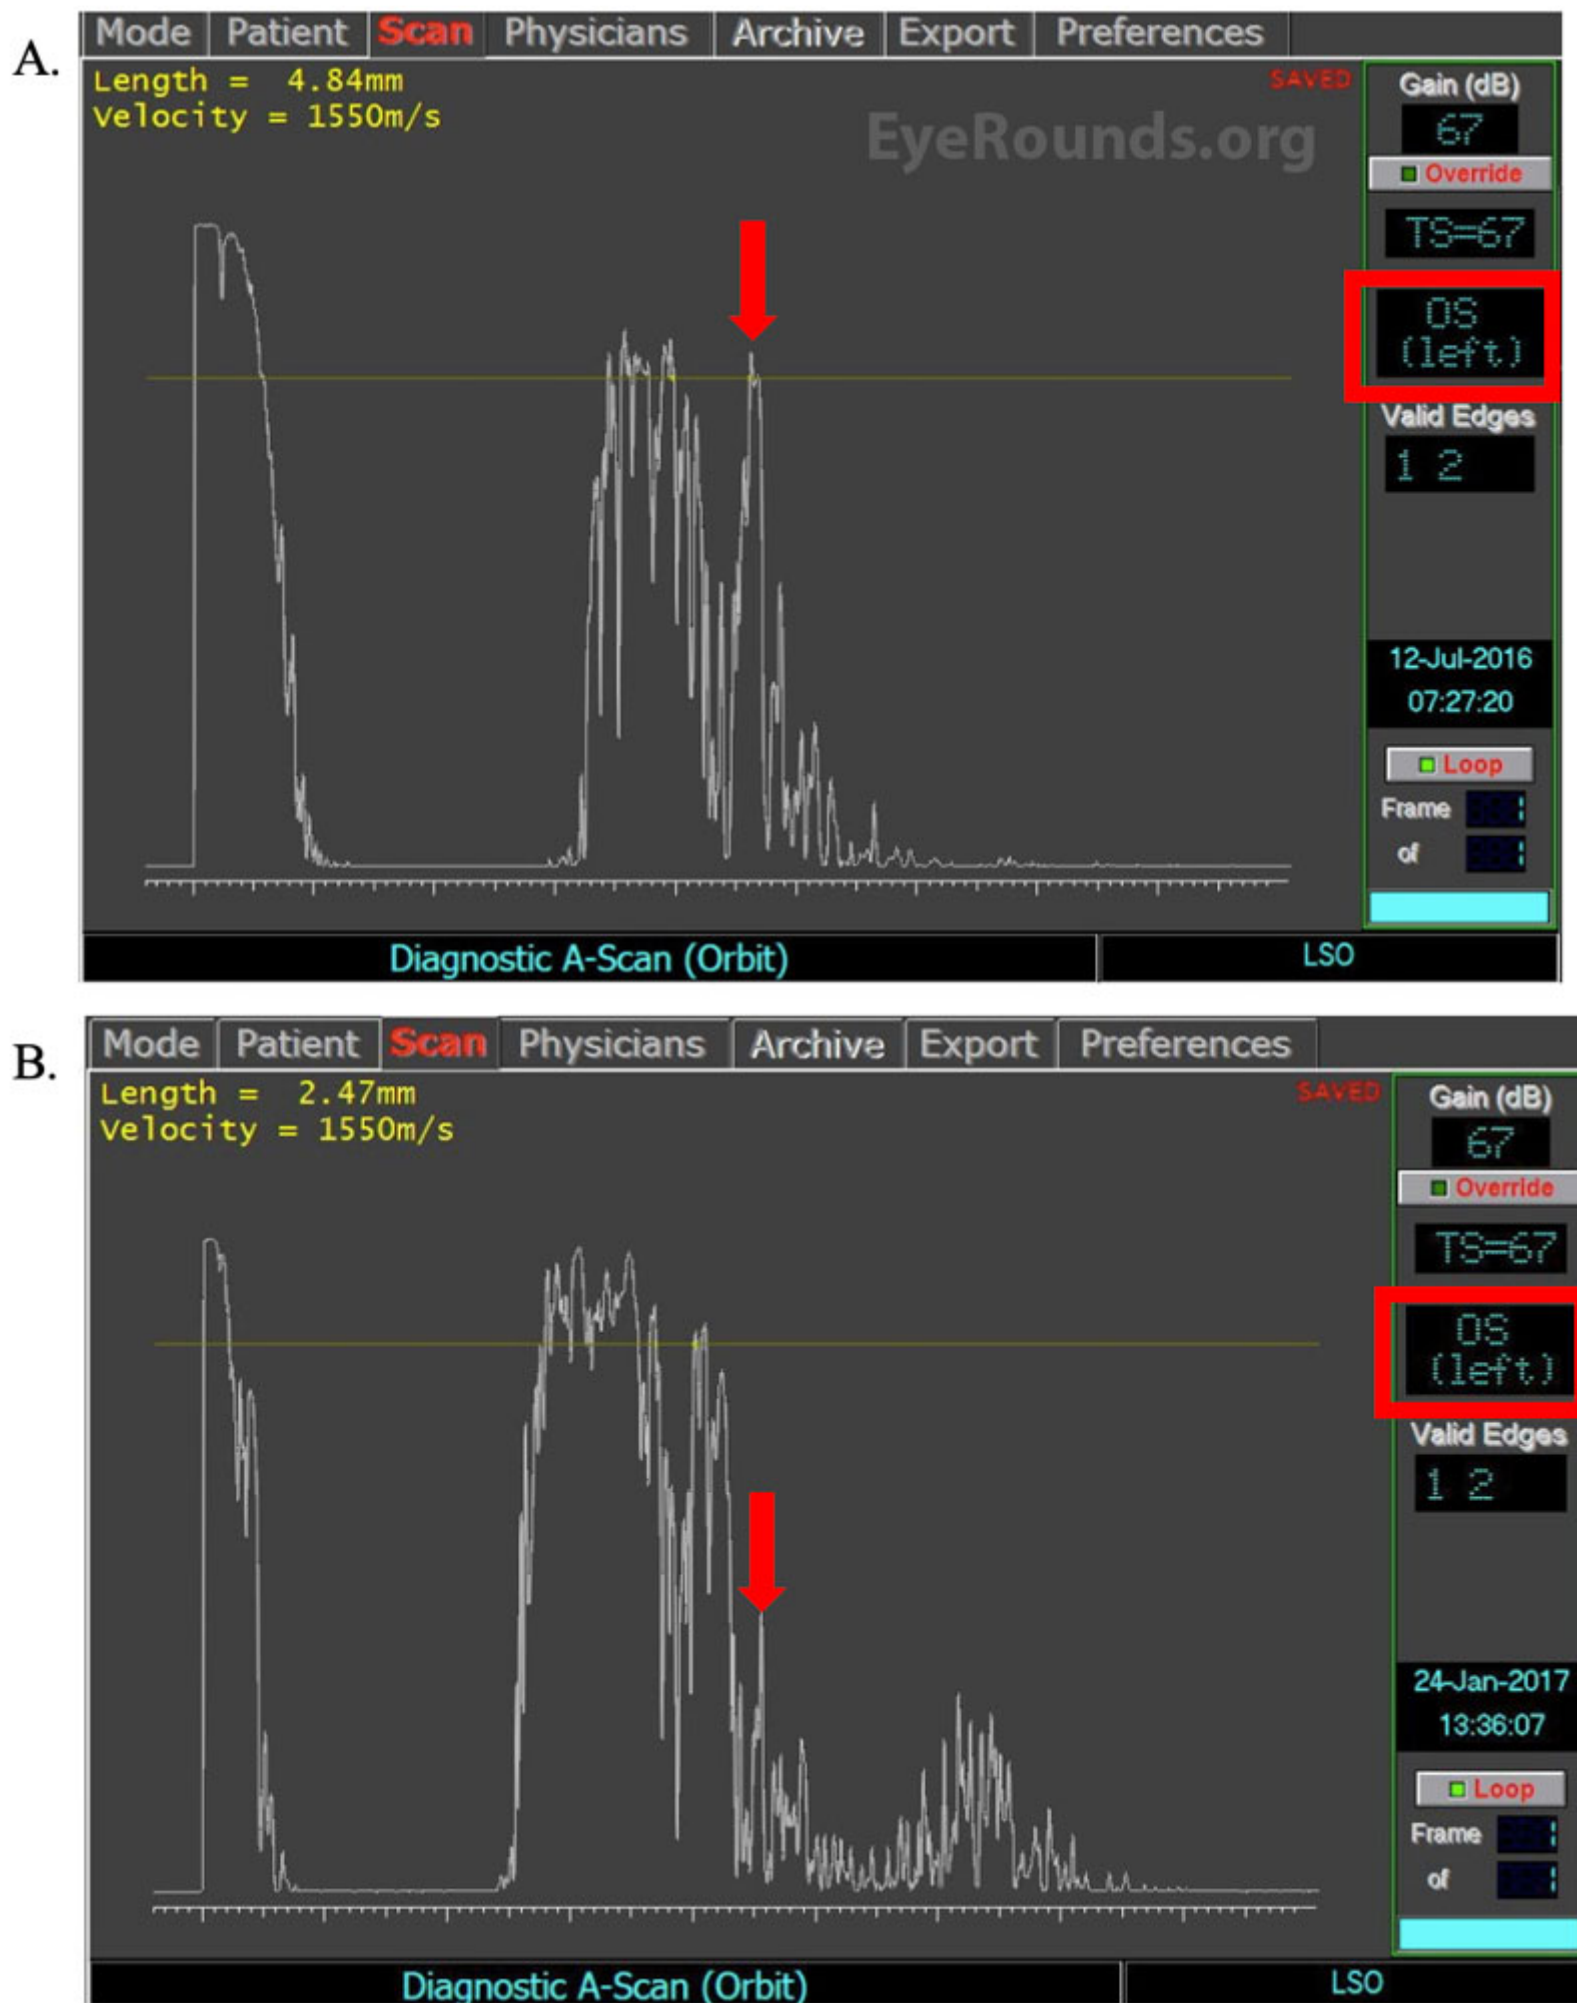 A.
Mode Patient Scan Physicians Archive Export Preferences
Length = 4.84mm
Velocity = 1550m/s
SAVED
EyeRounds.org
Gain (dB)
67
Override
TS=67
OS
(left)
Valid Edges
1 2
12-Jul-2016
07:27:20
Loop
Frame 1
of 1
Diagnostic A-Scan (Orbit)
LSO
B.
Mode Patient Scan Physicians Archive Export Preferences
Length = 2.47mm
Velocity = 1550m/s
SAVED
Gain (dB)
67
Override
TS=67
OS
(left)
Valid Edges
1 2
24-Jan-2017
13:36:07
Loop
Frame 1
of 1
Diagnostic A-Scan (Orbit)
LSO